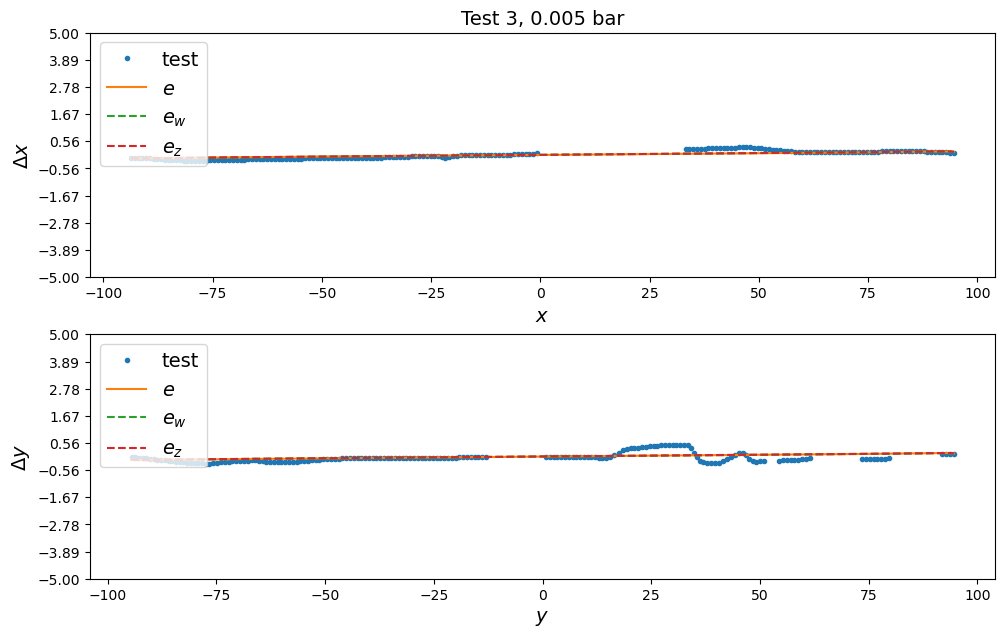 Test 3, 0.005 bar
5.00
3.89
2.78
1.67
0.56
−0.56
−1.67
−2.78
−3.89
−5.00
Δx
test
e
e_w
e_z
−100 −75 −50 −25 0 25 50 75 100
x
5.00
3.89
2.78
1.67
0.56
−0.56
−1.67
−2.78
−3.89
−5.00
Δy
test
e
e_w
e_z
−100 −75 −50 −25 0 25 50 75 100
y